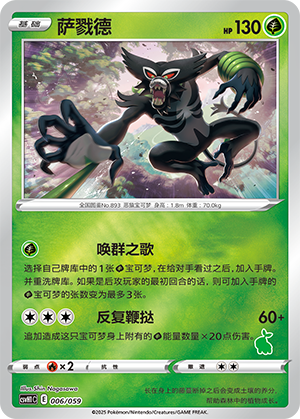 基础 萨戮德 HP 130
全国图鉴No.893 恶猿宝可梦 身高：1.8m 体重：70.0kg
唤群之歌
选择自己牌库中的1张宝可梦，在给对手看过之后，加入手牌。
并重洗牌库。如果是后攻玩家的最初回合的话，则可加入手牌的
宝可梦的张数变为最多3张。
反复鞭挞 60+
追加造成这只宝可梦身上附有的能量数量×20点伤害。
弱点 ×2 抗性 撤退
Illus. Shin Nagasawa
CSVM1 C E 006/059
©2025 Pokémon/Nintendo/Creatures/GAME FREAK.